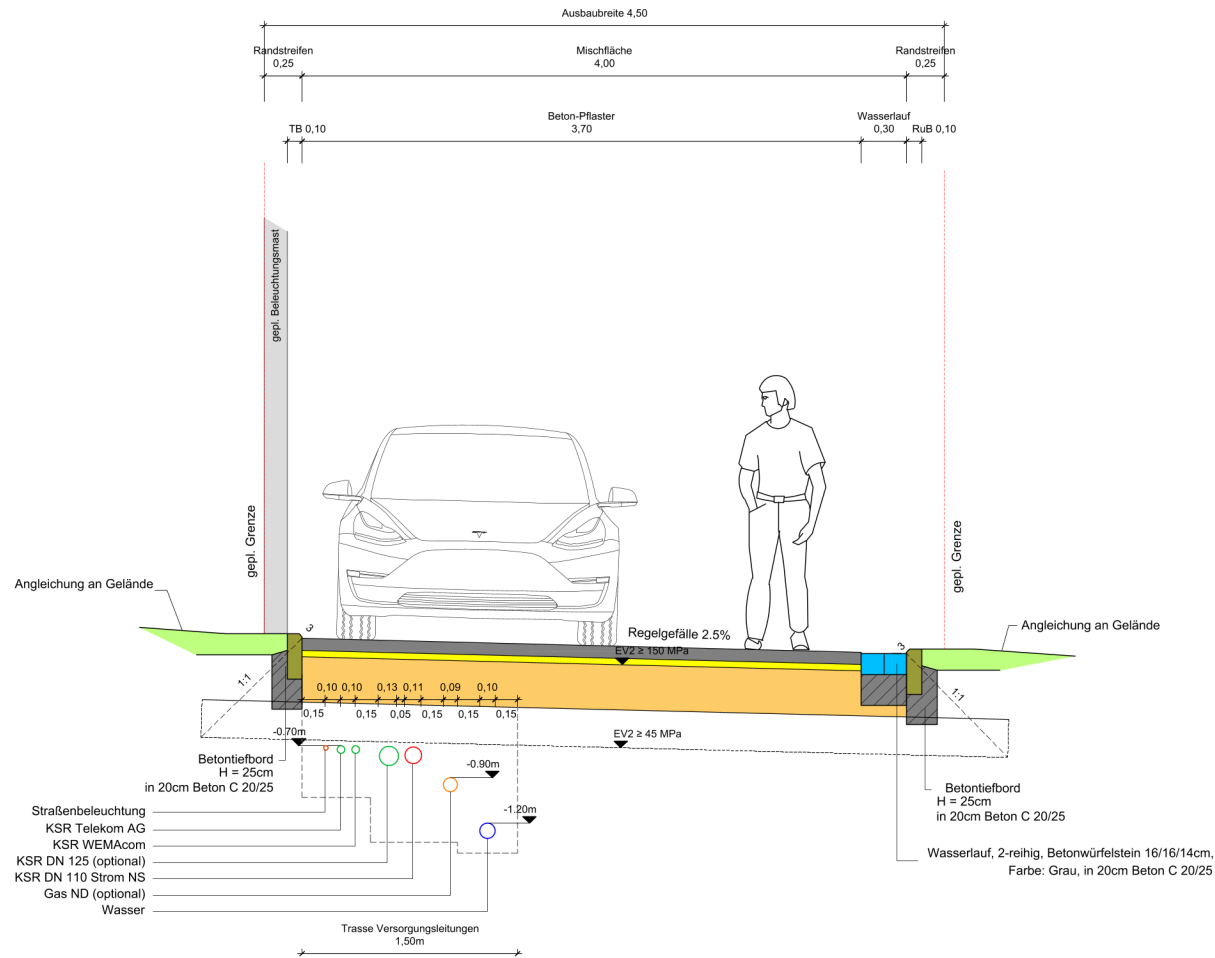 Ausbaubreite 4,50
Randstreifen
0,25
Mischfläche
4,00
Randstreifen
0,25
TB 0,10
Beton-Pflaster
3,70
Wasserlauf
0,30
RuB 0,10
gepl. Beleuchtungsmast
gepl. Grenze
gepl. Grenze
Angleichung an Gelände
Angleichung an Gelände
3
Regelgefälle 2.5%
EV2 ≥ 150 MPa
3
1:1
1:1
0,10
0,10
0,13
0,11
0,09
0,10
0,15
0,15
0,05
0,15
0,15
0,15
-0.70m
EV2 ≥ 45 MPa
-0.90m
-1.20m
Betontiefbord
H = 25cm
in 20cm Beton C 20/25
Betontiefbord
H = 25cm
in 20cm Beton C 20/25
Straßenbeleuchtung
KSR Telekom AG
KSR WEMAcom
KSR DN 125 (optional)
KSR DN 110 Strom NS
Gas ND (optional)
Wasser
Wasserlauf, 2-reihig, Betonwürfelstein 16/16/14cm,
Farbe: Grau, in 20cm Beton C 20/25
Trasse Versorgungsleitungen
1,50m